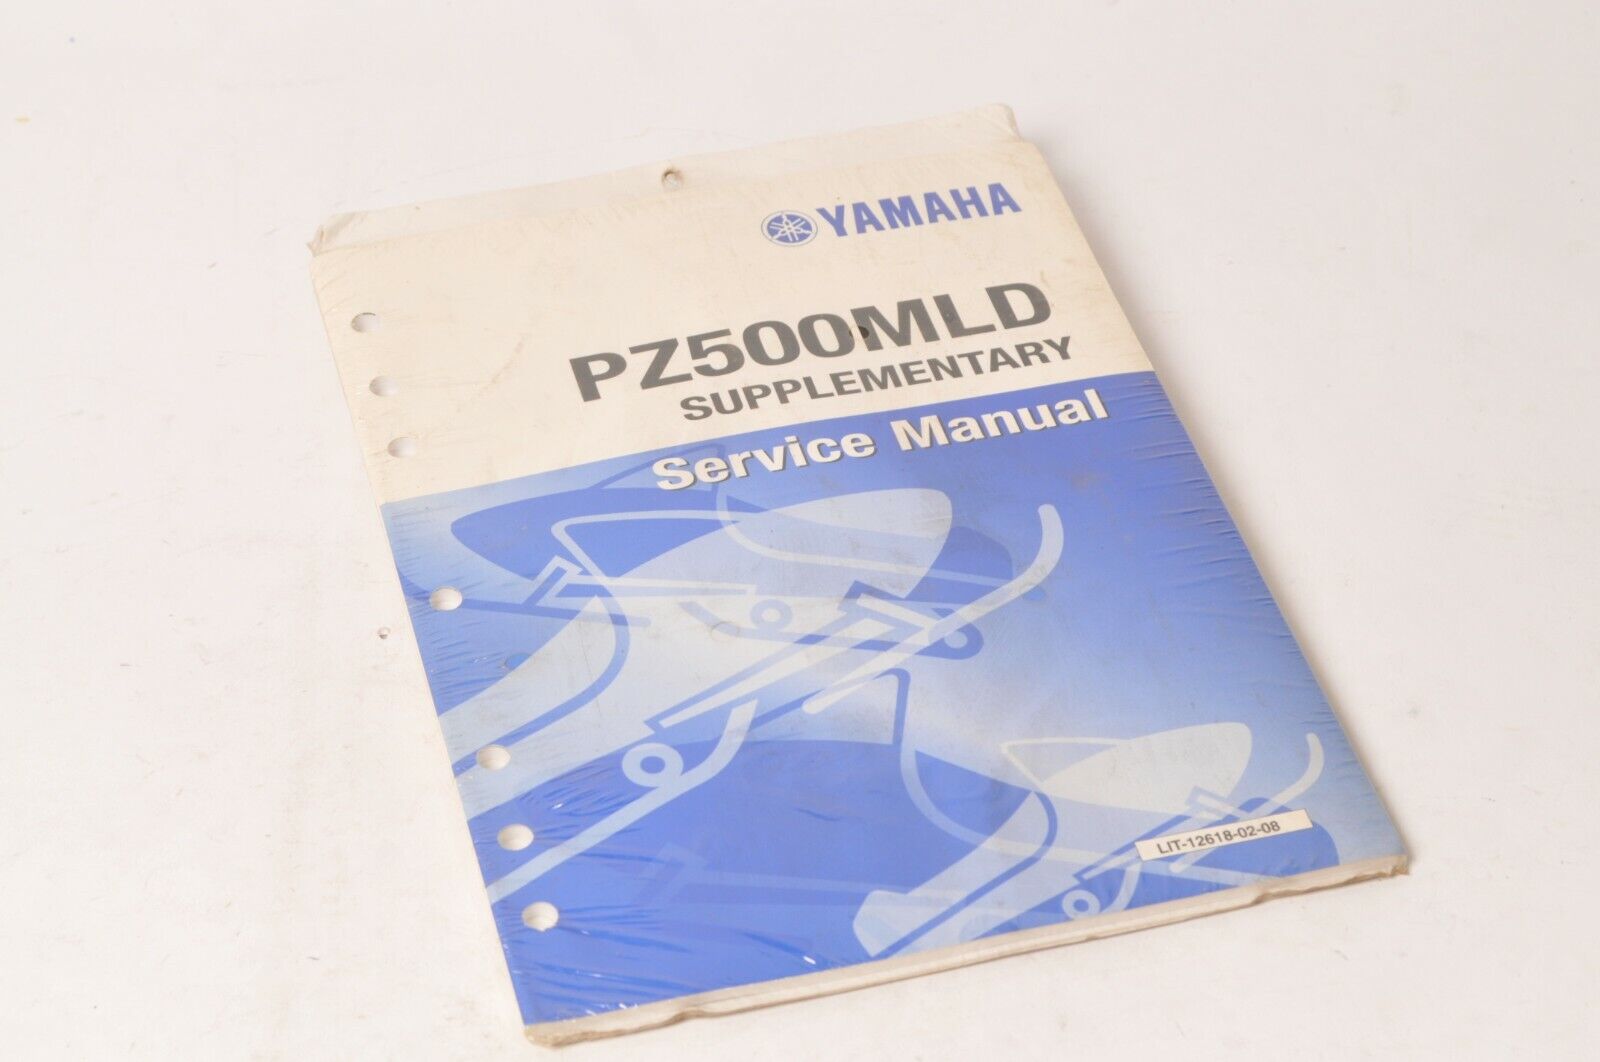 YAMAHA
PZ500MLD
SUPPLEMENTARY
Service Manual
LIT-12618-02-08